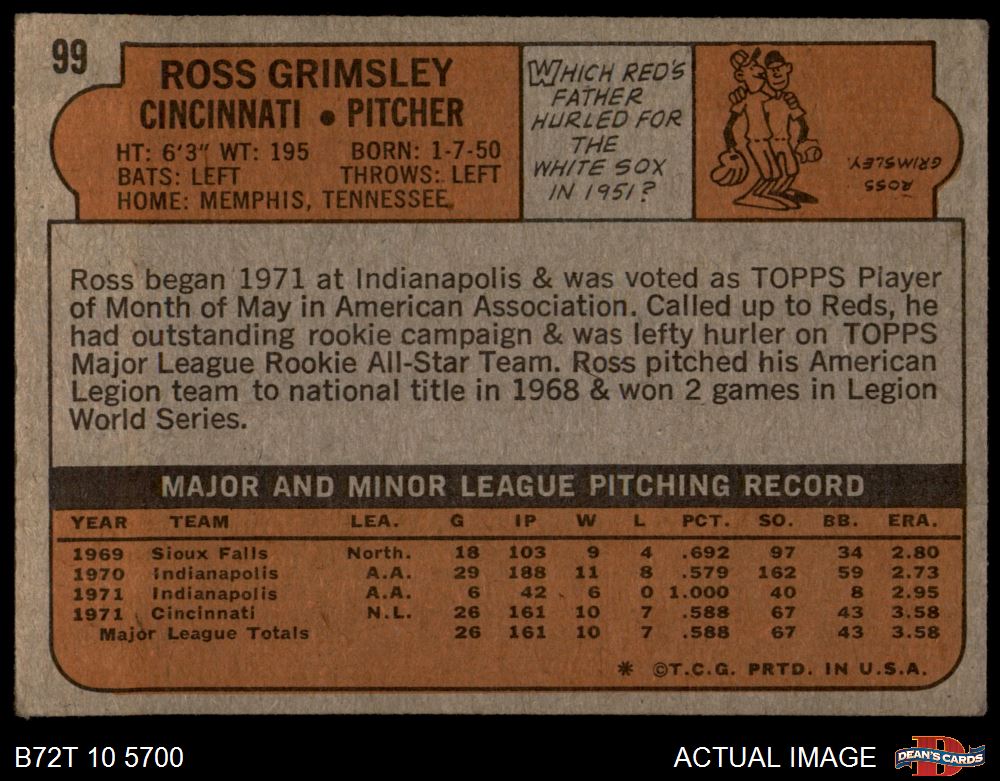 99
ROSS GRIMSLEY
CINCINNATI • PITCHER
HT: 6'3" WT: 195 BORN: 1-7-50
BATS: LEFT THROWS: LEFT
HOME: MEMPHIS, TENNESSEE
WHICH RED'S
FATHER
HURLED FOR
THE
WHITE SOX
IN 1951?
ROSS
GRIMSLEY
Ross began 1971 at Indianapolis & was voted as TOPPS Player
of Month of May in American Association. Called up to Reds, he
had outstanding rookie campaign & was lefty hurler on TOPPS
Major League Rookie All-Star Team. Ross pitched his American
Legion team to national title in 1968 & won 2 games in Legion
World Series.
MAJOR AND MINOR LEAGUE PITCHING RECORD
YEAR TEAM LEA. G IP W L PCT. SO. BB. ERA.
1969 Sioux Falls North. 18 103 9 4 .692 97 34 2.80
1970 Indianapolis A.A. 29 188 11 8 .579 162 59 2.73
1971 Indianapolis A.A. 6 42 6 0 1.000 40 8 2.95
1971 Cincinnati N.L. 26 161 10 7 .588 67 43 3.58
Major League Totals 26 161 10 7 .588 67 43 3.58
* ©T.C.G. PRTD. IN U.S.A.
B72T 10 5700 ACTUAL IMAGE DEAN'S CARDS